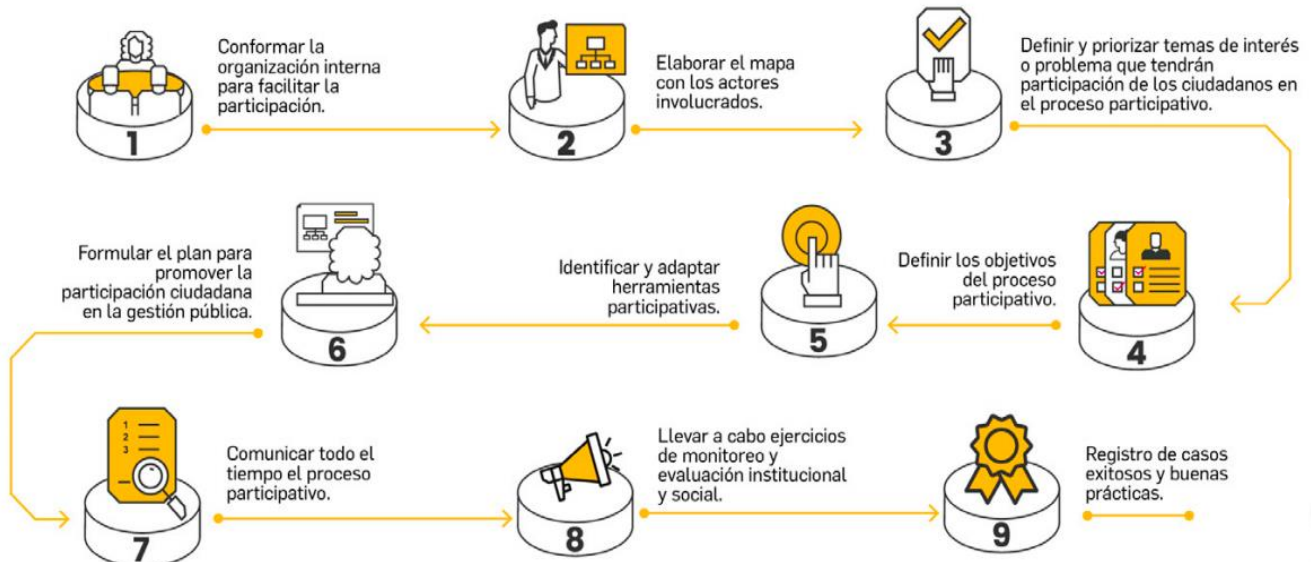 Conformar la
organización interna
para facilitar la
participación.
1
Elaborar el mapa
con los actores
involucrados.
2
Definir y priorizar temas de interés
o problema que tendrán
participación de los ciudadanos en
el proceso participativo.
3
Definir los objetivos
del proceso
participativo.
4
Identificar y adaptar
herramientas
participativas.
5
Formular el plan para
promover la
participación ciudadana
en la gestión pública.
6
1
2
3
Comunicar todo el
tiempo el proceso
participativo.
7
Llevar a cabo ejercicios
de monitoreo y
evaluación institucional
y social.
8
Registro de casos
exitosos y buenas
prácticas.
9